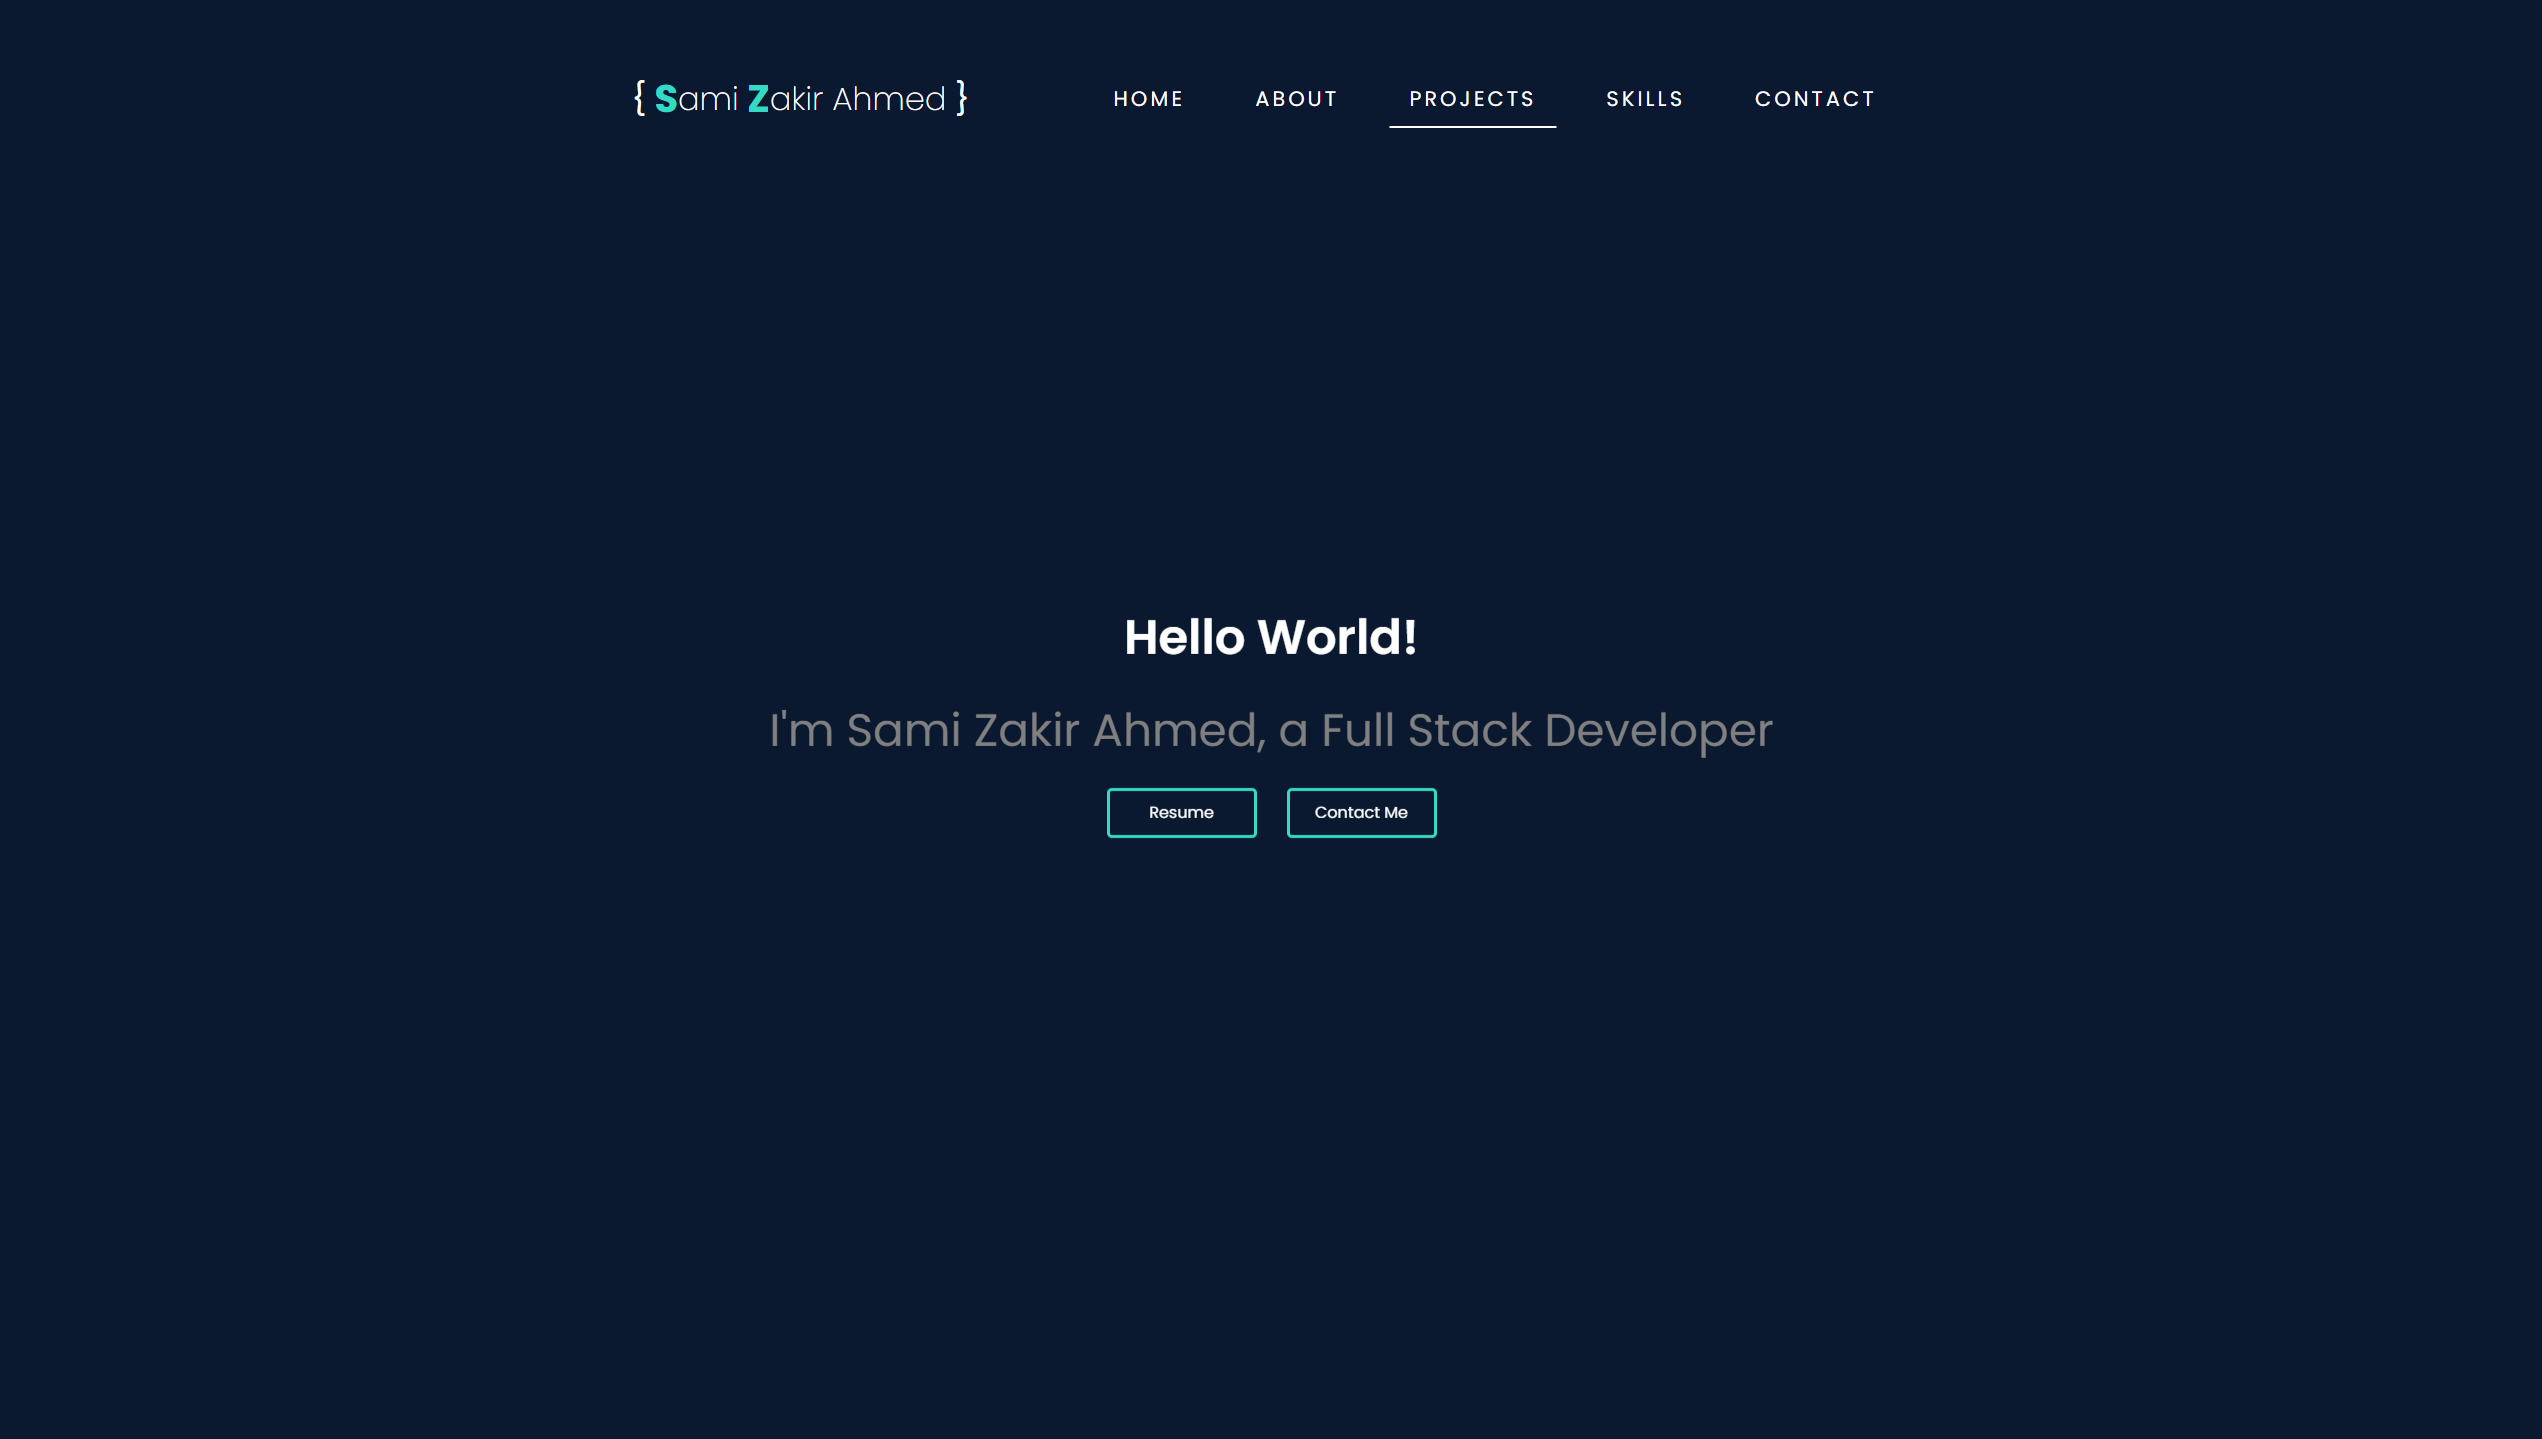 { Sami Zakir Ahmed } HOME ABOUT PROJECTS SKILLS CONTACT
Hello World!
I'm Sami Zakir Ahmed, a Full Stack Developer
Resume Contact Me